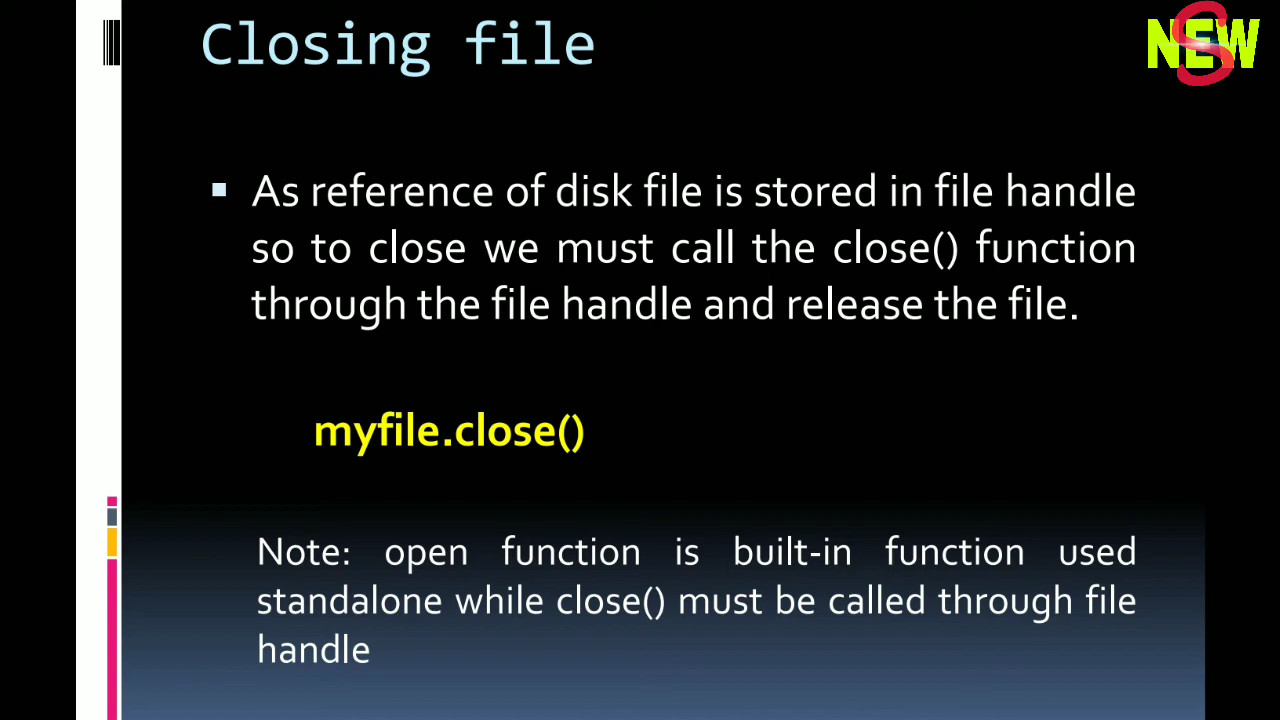 Closing file
NEW
S
As reference of disk file is stored in file handle
so to close we must call the close() function
through the file handle and release the file.
myfile.close()
Note: open function is built-in function used
standalone while close() must be called through file
handle